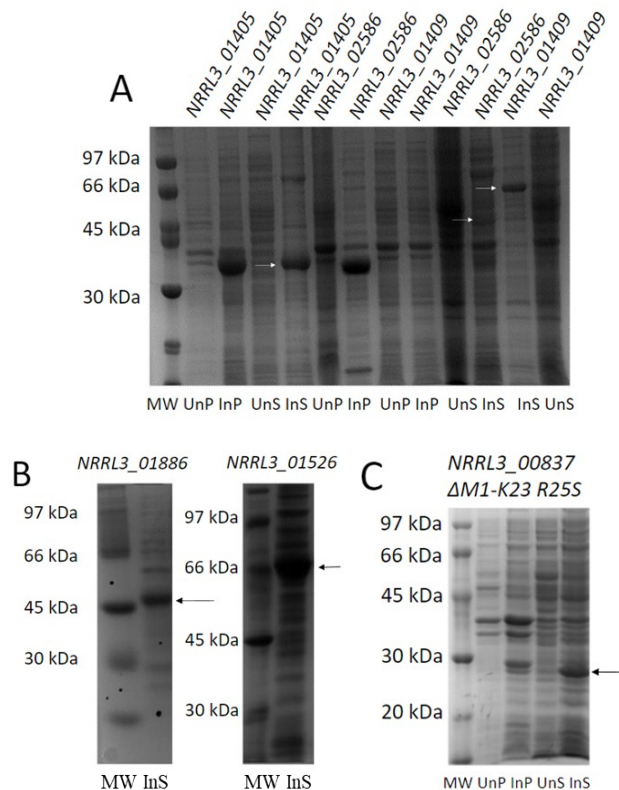 A
NRRL3_01405
NRRL3_01405
NRRL3_01405
NRRL3_01405
NRRL3_02586
NRRL3_02586
NRRL3_01409
NRRL3_01409
NRRL3_02586
NRRL3_02586
NRRL3_01409
NRRL3_01409
97 kDa
66 kDa
45 kDa
30 kDa
MW UnP InP UnS InS UnP InP UnP InP UnS InS InS UnS
B
NRRL3_01886
97 kDa
66 kDa
45 kDa
30 kDa
MW InS
NRRL3_01526
97 kDa
66 kDa
45 kDa
30 kDa
MW InS
C
NRRL3_00837
ΔM1-K23 R25S
97 kDa
66 kDa
45 kDa
30 kDa
20 kDa
MW UnP InP UnS InS